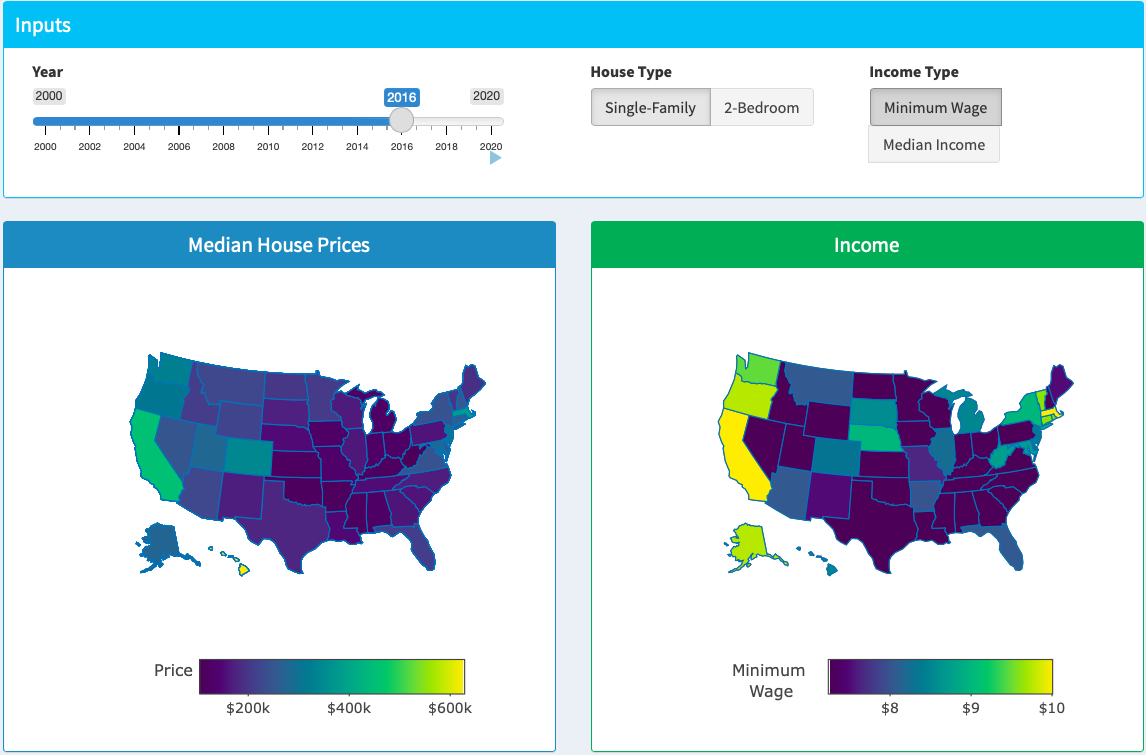 Inputs
Year
House Type
Income Type
2000
2016
2020
Single-Family
2-Bedroom
Minimum Wage
2000 2002 2004 2006 2008 2010 2012 2014 2016 2018 2020
Median Income
Median House Prices
Income
Price
$200k $400k $600k
Minimum
Wage
$8 $9 $10